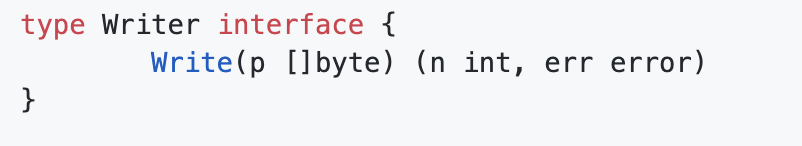 type Writer interface {
        Write(p []byte) (n int, err error)
}